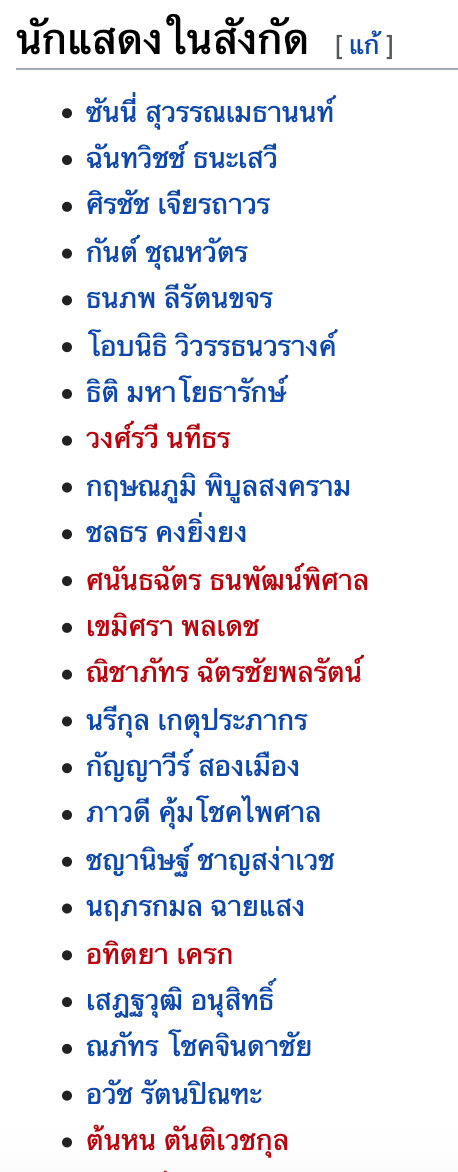 นักแสดงในสังกัด [ แก้ ]
ซันนี่ สุวรรณเมธานนท์
ฉันทวิชช์ ธนะเสวี
ศิรชัช เจียรถาวร
กันต์ ชุณหวัตร
ธนภพ ลีรัตนขจร
โอบนิธิ วิวรรธนวรางค์
ธิติ มหาโยธารักษ์
วงศ์รวี นทีธร
กฤษณภูมิ พิบูลสงคราม
ชลธร คงยิ่งยง
ศนันธฉัตร ธนพัฒน์พิศาล
เขมิศรา พลเดช
ณิชาภัทร ฉัตรชัยพลรัตน์
นรีกุล เกตุประภากร
กัญญาวีร์ สองเมือง
ภาวดี คุ้มโชคไพศาล
ชญานิษฐ์ ชาญสง่าเวช
นฤภรกมล ฉายแสง
อทิตยา เครก
เสฎฐวุฒิ อนุสิทธิ์
ณภัทร โชคจินดาชัย
อวัช รัตนปิณฑะ
ต้นหน ตันติเวชกุล